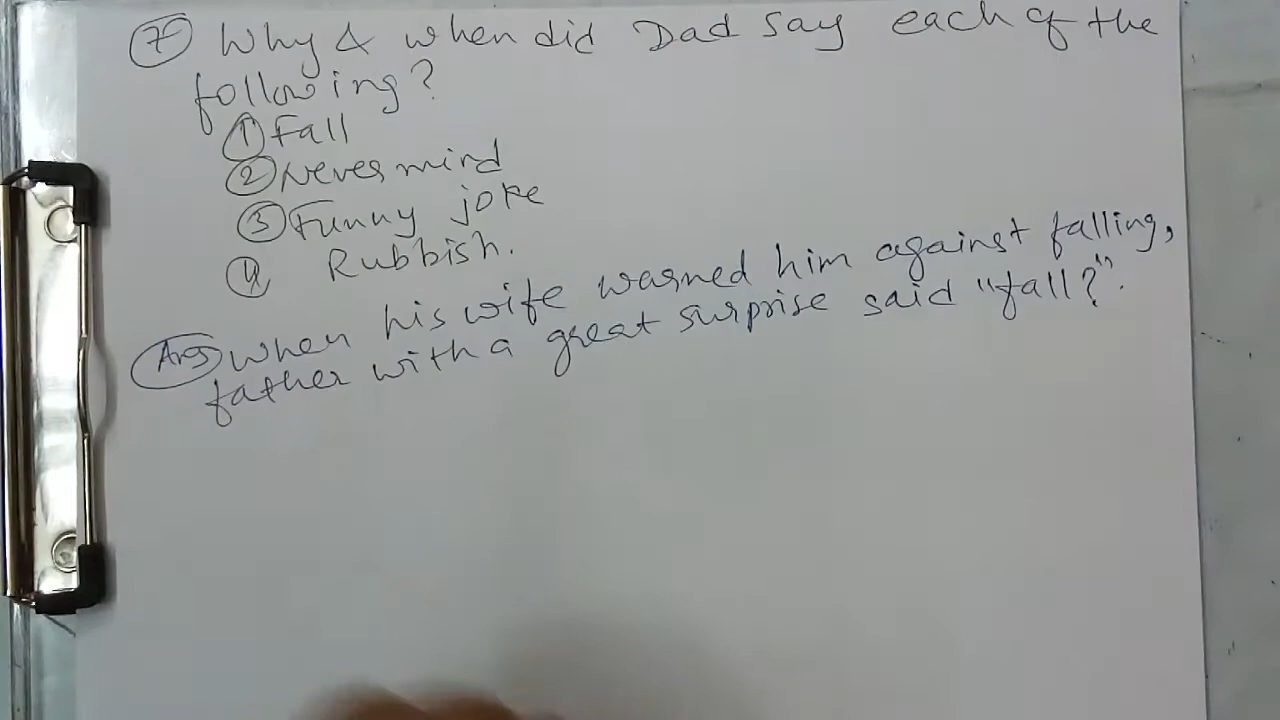 7 Why & when did Dad say each of the
following?
1 Fall
2 Never mind
3 Funny joke
4 Rubbish.
Ans When his wife warned him against falling,
father with a great surprise said "fall?".